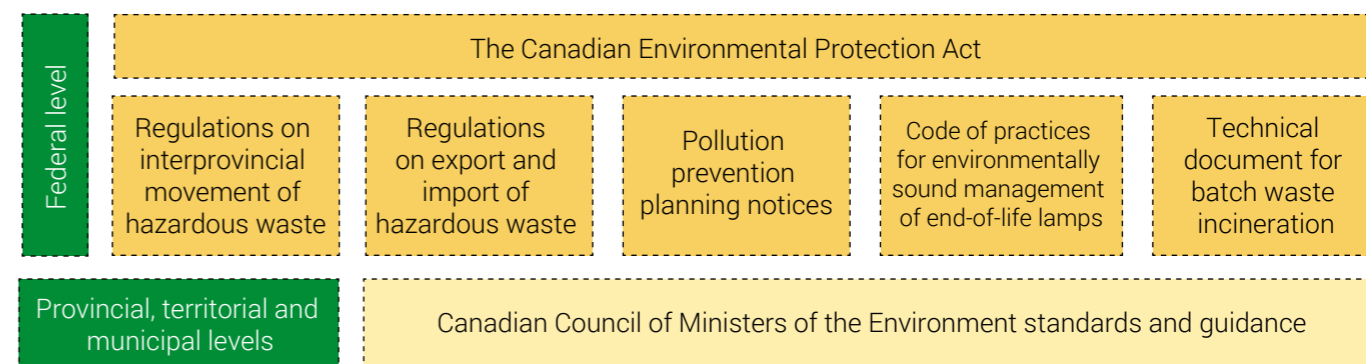 Federal level
The Canadian Environmental Protection Act
Regulations on
interprovincial
movement of
hazardous waste
Regulations
on export and
import of
hazardous waste
Pollution
prevention
planning notices
Code of practices
for environmentally
sound management
of end-of-life lamps
Technical
document for
batch waste
incineration
Provincial, territorial and
municipal levels
Canadian Council of Ministers of the Environment standards and guidance